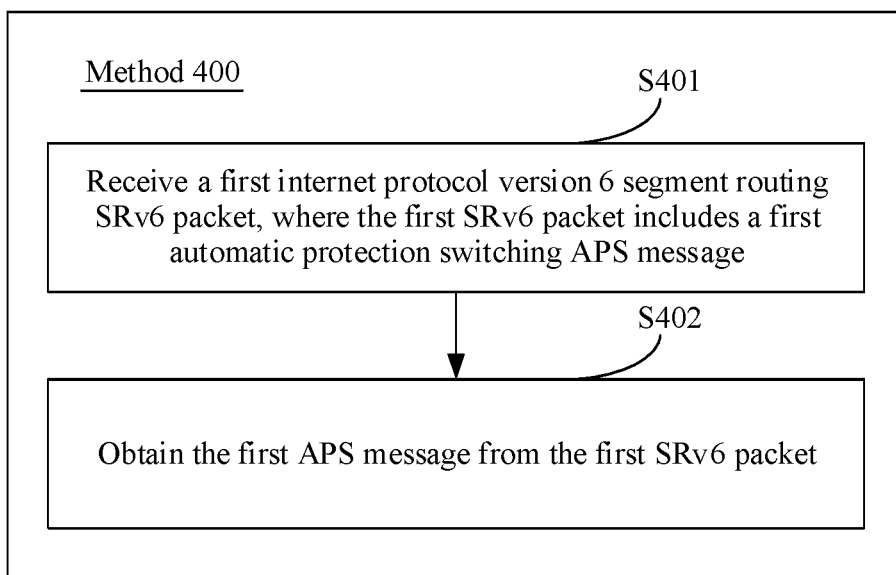 Method 400
S401
Receive a first internet protocol version 6 segment routing
SRv6 packet, where the first SRv6 packet includes a first
automatic protection switching APS message
S402
Obtain the first APS message from the first SRv6 packet